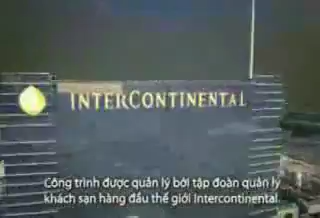 INTERCONTINENTAL
Công trình được quản lý bởi tập đoàn quản lý
khách sạn hàng đầu thế giới Intercontinental.